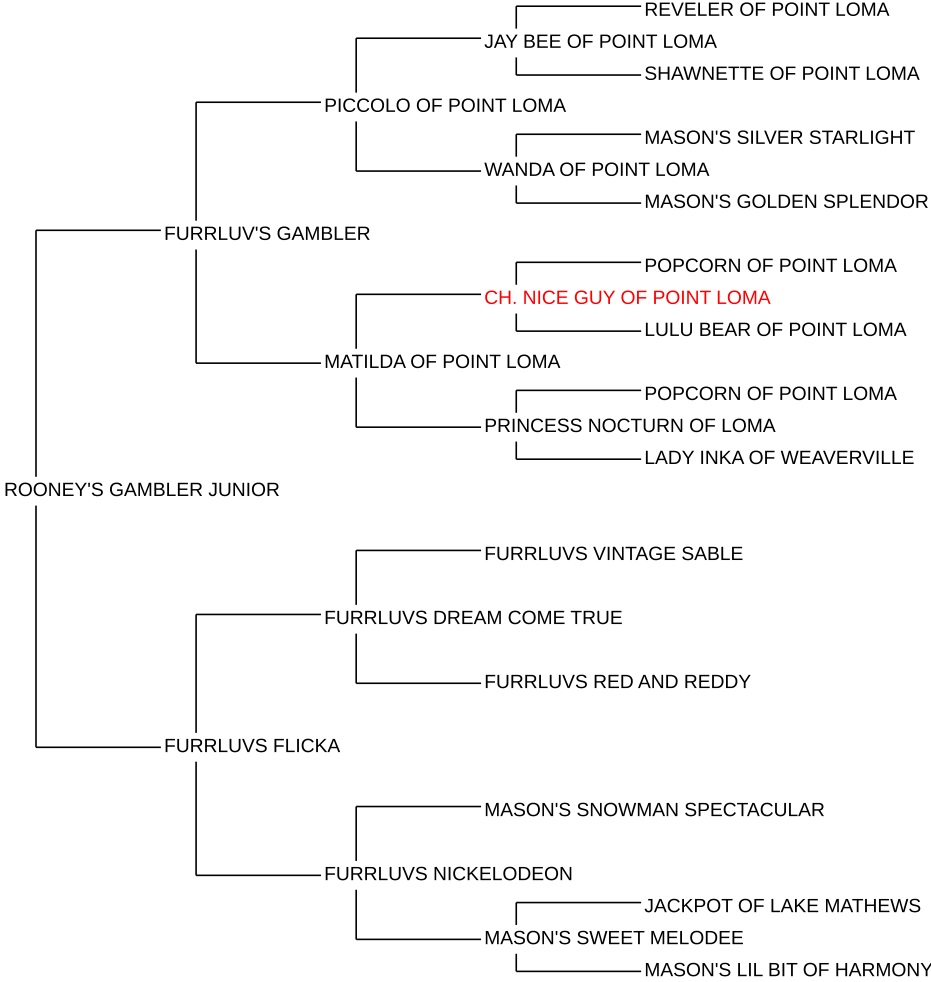 REVELER OF POINT LOMA
JAY BEE OF POINT LOMA
SHAWNETTE OF POINT LOMA
PICCOLO OF POINT LOMA
MASON'S SILVER STARLIGHT
WANDA OF POINT LOMA
MASON'S GOLDEN SPLENDOR
FURRLUV'S GAMBLER
POPCORN OF POINT LOMA
CH. NICE GUY OF POINT LOMA
LULU BEAR OF POINT LOMA
MATILDA OF POINT LOMA
POPCORN OF POINT LOMA
PRINCESS NOCTURN OF LOMA
LADY INKA OF WEAVERVILLE
ROONEY'S GAMBLER JUNIOR
FURRLUVS VINTAGE SABLE
FURRLUVS DREAM COME TRUE
FURRLUVS RED AND REDDY
FURRLUVS FLICKA
MASON'S SNOWMAN SPECTACULAR
FURRLUVS NICKELODEON
JACKPOT OF LAKE MATHEWS
MASON'S SWEET MELODEE
MASON'S LIL BIT OF HARMONY